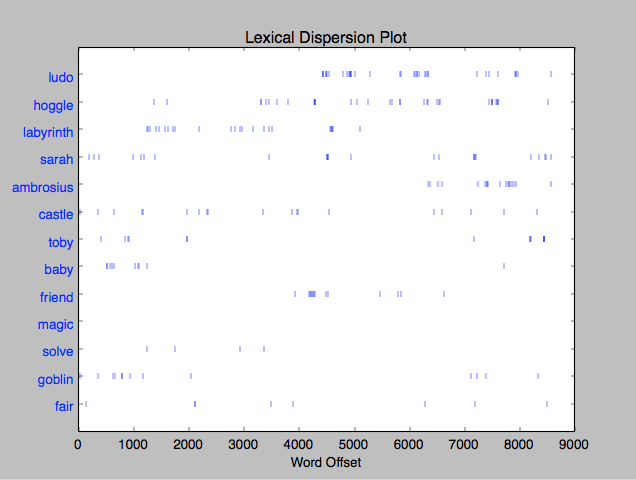 Lexical Dispersion Plot
ludo
hoggle
labyrinth
sarah
ambrosius
castle
toby
baby
friend
magic
solve
goblin
fair
0 1000 2000 3000 4000 5000 6000 7000 8000 9000
Word Offset